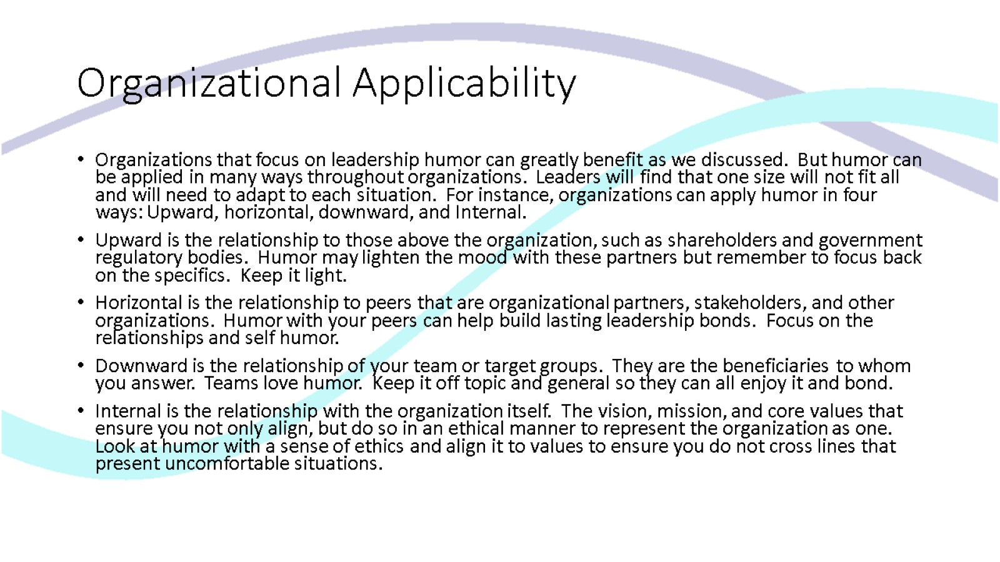 Organizational Applicability
• Organizations that focus on leadership humor can greatly benefit as we discussed.  But humor can
be applied in many ways throughout organizations.  Leaders will find that one size will not fit all
and will need to adapt to each situation.  For instance, organizations can apply humor in four
ways: Upward, horizontal, downward, and Internal.
• Upward is the relationship to those above the organization, such as shareholders and government
regulatory bodies.  Humor may lighten the mood with these partners but remember to focus back
on the specifics.  Keep it light.
• Horizontal is the relationship to peers that are organizational partners, stakeholders, and other
organizations.  Humor with your peers can help build lasting leadership bonds.  Focus on the
relationships and self humor.
• Downward is the relationship of your team or target groups.  They are the beneficiaries to whom
you answer.  Teams love humor.  Keep it off topic and general so they can all enjoy it and bond.
• Internal is the relationship with the organization itself.  The vision, mission, and core values that
ensure you not only align, but do so in an ethical manner to represent the organization as one.
Look at humor with a sense of ethics and align it to values to ensure you do not cross lines that
present uncomfortable situations.